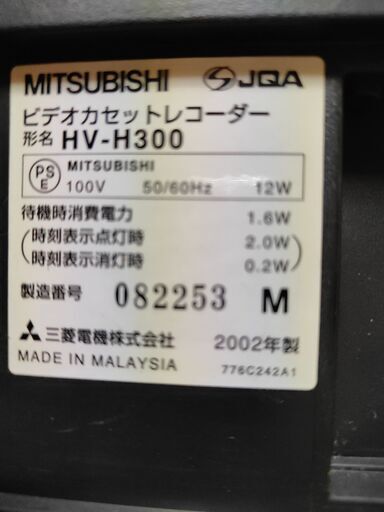 MITSUBISHI JQA
ビデオカセットレコーダー
形名 HV-H300
PSE MITSUBISHI
100V 50/60Hz 12W
待機時消費電力 1.6W
(時刻表示点灯時 2.0W)
(時刻表示消灯時 0.2W)
製造番号 082253 M
三菱電機株式会社 2002年製
MADE IN MALAYSIA 776C242A1